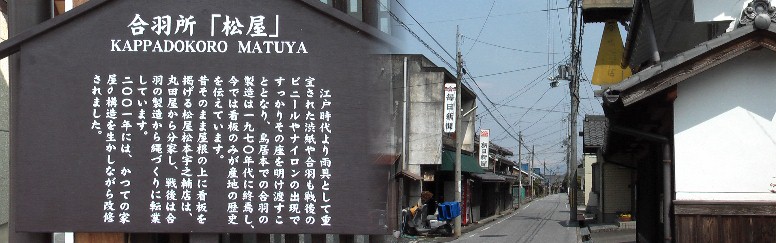 合羽所「松屋」
KAPPADOKORO MATUYA
江戸時代より雨具として重
宝された渋紙や合羽も戦後の
ビニールやナイロンの出現で
すっかりその座を明け渡すこ
ととなり、鳥居本での合羽の
製造は一九七〇年代に終焉し、
今では看板のみが産地の歴史
を伝えています。
昔そのまま屋根の上に看板を
掲げる松屋松本宇之輔店は、
丸田屋から分家し、戦後は合
羽の製造から縄づくりに転業
しています。
二〇〇一年には、かつての家
屋の構造を生かしながら改修
されました。
毎日新聞
朝日新聞